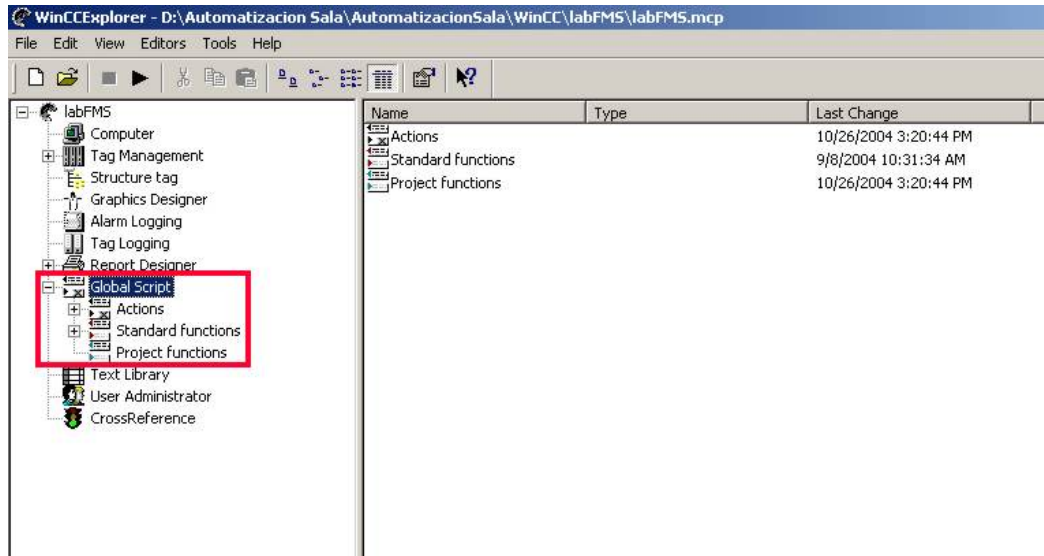 WinCCExplorer - D:\Automatizacion Sala\AutomatizacionSala\WinCC\labFMS\labFMS.mcp
File Edit View Editors Tools Help
labFMS
Computer
Tag Management
Structure tag
Graphics Designer
Alarm Logging
Tag Logging
Report Designer
Global Script
Actions
Standard functions
Project functions
Text Library
User Administrator
CrossReference
Name Type Last Change
Actions 10/26/2004 3:20:44 PM
Standard functions 9/8/2004 10:31:34 AM
Project functions 10/26/2004 3:20:44 PM